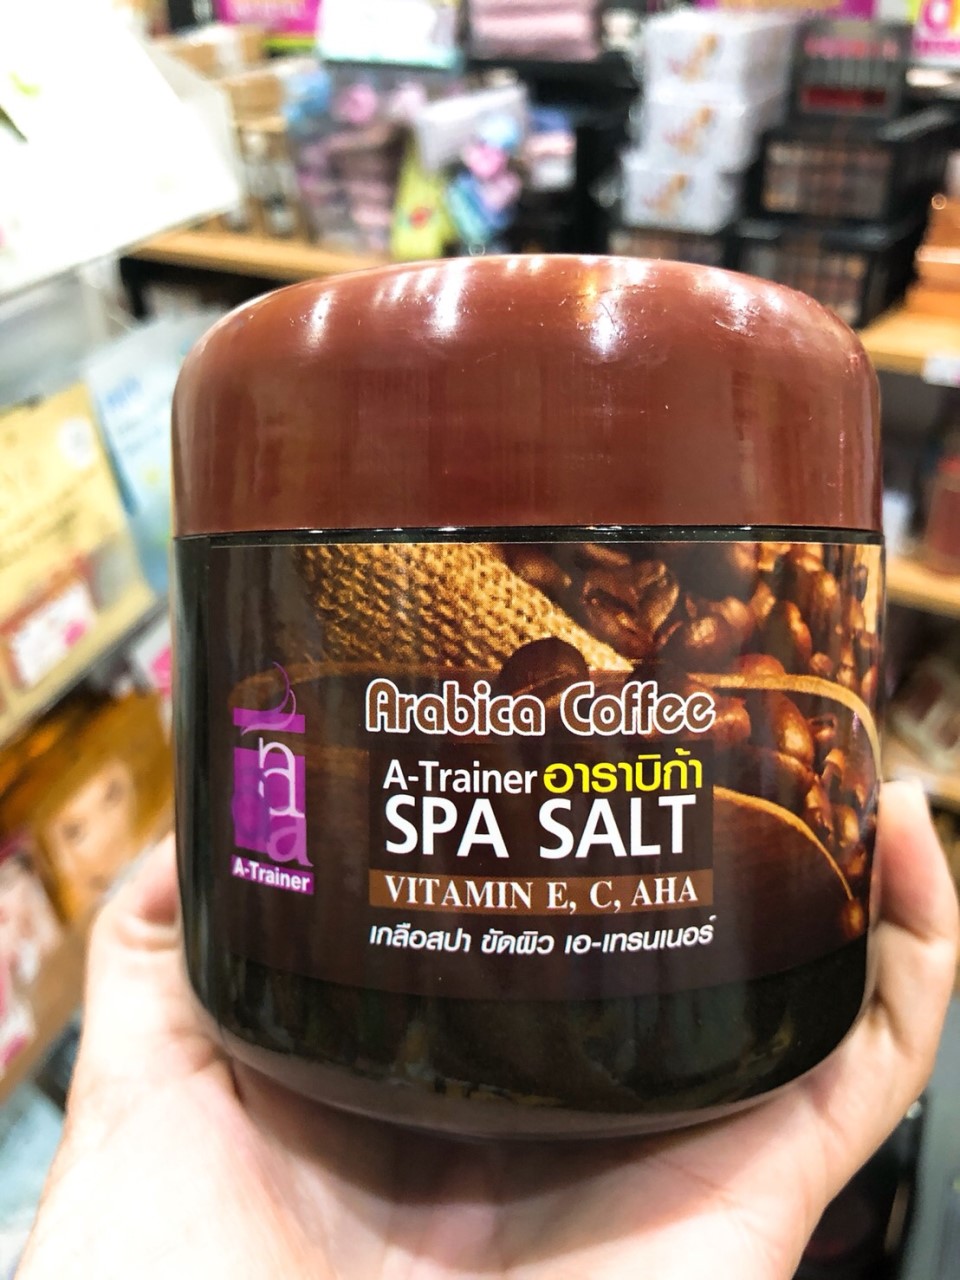 Arabica Coffee
A-Trainer อาราบิก้า
SPA SALT
VITAMIN E, C, AHA
เกลือสปา ขัดผิว เอ-เทรนเนอร์
A-Trainer